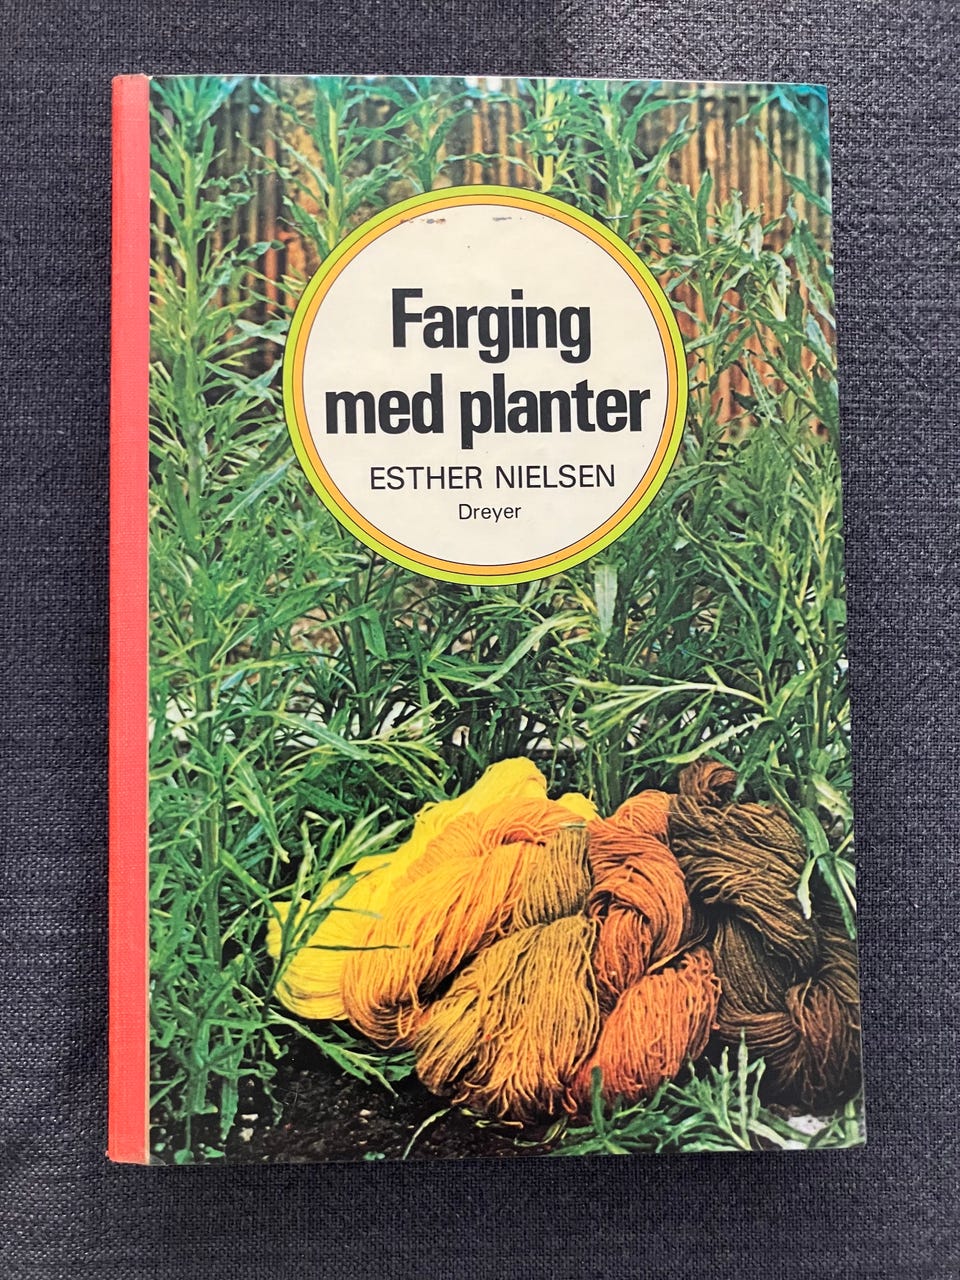 Farging
med planter
ESTHER NIELSEN
Dreyer